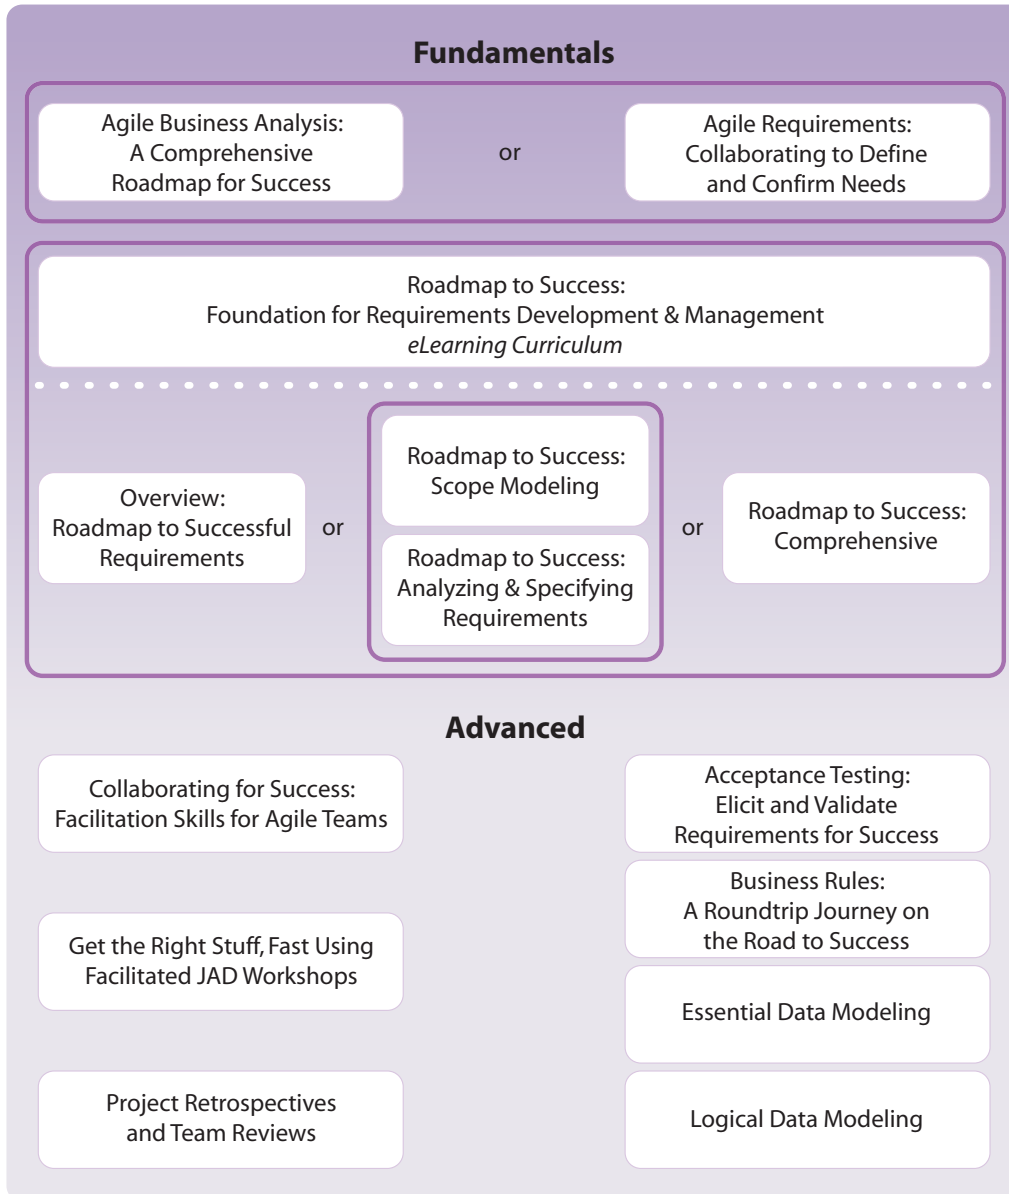 Fundamentals
Agile Business Analysis:
A Comprehensive
Roadmap for Success
or
Agile Requirements:
Collaborating to Define
and Confirm Needs
Roadmap to Success:
Foundation for Requirements Development & Management
eLearning Curriculum
Overview:
Roadmap to Successful
Requirements
or
Roadmap to Success:
Scope Modeling
Roadmap to Success:
Analyzing & Specifying
Requirements
or
Roadmap to Success:
Comprehensive
Advanced
Collaborating for Success:
Facilitation Skills for Agile Teams
Get the Right Stuff, Fast Using
Facilitated JAD Workshops
Project Retrospectives
and Team Reviews
Acceptance Testing:
Elicit and Validate
Requirements for Success
Business Rules:
A Roundtrip Journey on
the Road to Success
Essential Data Modeling
Logical Data Modeling